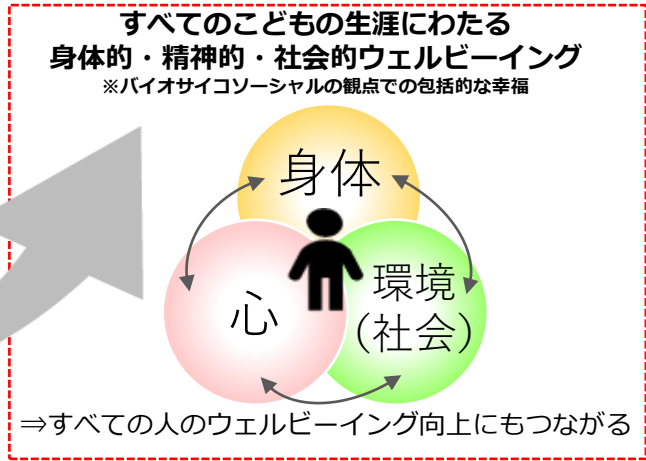 すべてのこどもの生涯にわたる
身体的・精神的・社会的ウェルビーイング
※バイオサイコソーシャルの観点での包括的な幸福
身体
心
環境
（社会）
⇒すべての人のウェルビーイング向上にもつながる